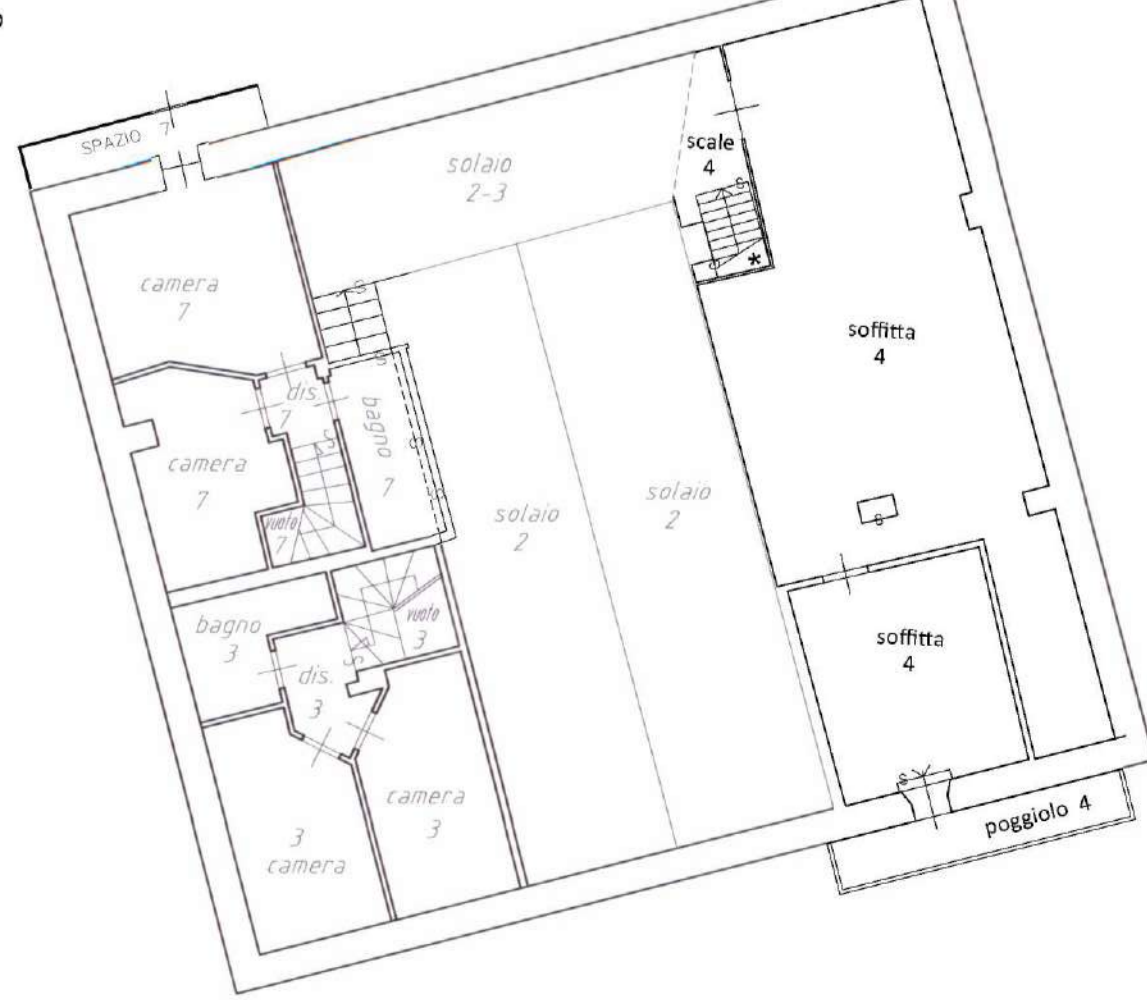 SPAZIO 7
solaio
2-3
scale
4
S
*
S
camera
7
soffitta
4
S
S
dis.
7
bagno
7
S
S
S
camera
7
vuoto
7
solaio
2
solaio
2
S
bagno
3
vuoto
3
S
dis.
3
soffitta
4
camera
3
3
camera
S
poggiolo 4